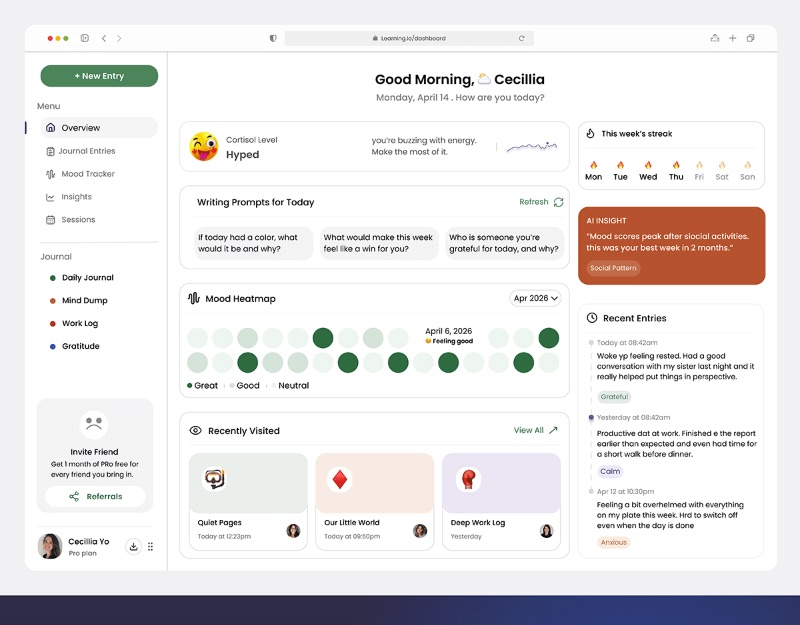 Learning.io/dashboard
+ New Entry
Menu
Overview
Journal Entries
Mood Tracker
Insights
Sessions
Journal
Daily Journal
Mind Dump
Work Log
Gratitude
Invite Friend
Get 1 month of PRo free for
every friend you bring in.
Referrals
Cecillia Yo
Pro plan
Good Morning, Cecillia
Monday, April 14 . How are you today?
Cortisol Level
Hyped
you're buzzing with energy.
Make the most of it.
Writing Prompts for Today
Refresh
If today had a color, what
would it be and why?
What would make this week
feel like a win for you?
Who is someone you're
grateful for today, and why?
Mood Heatmap
Apr 2026
April 6, 2026
Feeling good
Great
Good
Neutral
Recently Visited
View All
Quiet Pages
Today at 12:23pm
Our Little World
Today at 09:50pm
Deep Work Log
Yesterday
This week's streak
Mon Tue Wed Thu Fri Sat San
AI INSIGHT
"Mood scores peak after siocial activities.
this was your best week in 2 months."
Social Pattern
Recent Entries
Today at 08:42am
Woke yp feeling rested. Had a good
conversation with my sister last night and it
really helped put things in perspective.
Grateful
Yesterday at 08:42am
Productive dat at work. Finished e the report
earlier than expected and even had time for
a short walk before dinner.
Calm
Apr 12 at 10:30pm
Feeling a bit overhelmed with everything
on my plate this week. Hrd to switch off
even when the day is done
Anxious